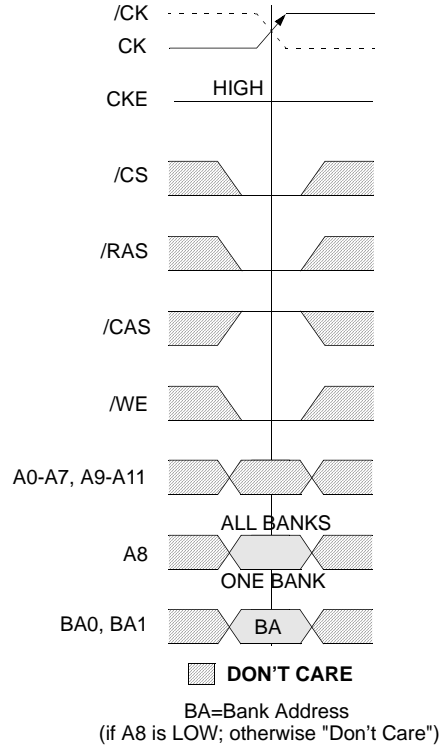 /CK
CK
CKE
HIGH
/CS
/RAS
/CAS
/WE
A0-A7, A9-A11
ALL BANKS
A8
ONE BANK
BA0, BA1
BA
DON'T CARE
BA=Bank Address
(if A8 is LOW; otherwise "Don't Care")